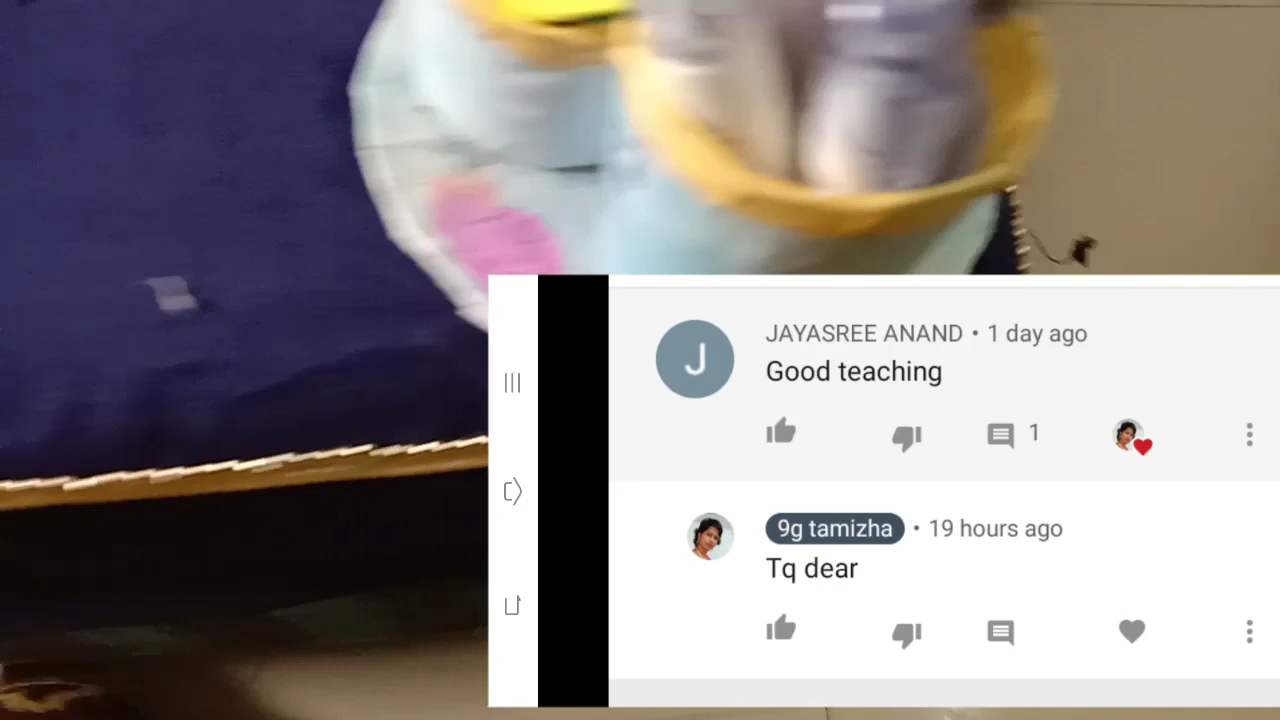 JAYASREE ANAND • 1 day ago
Good teaching
1
9g tamizha • 19 hours ago
Tq dear